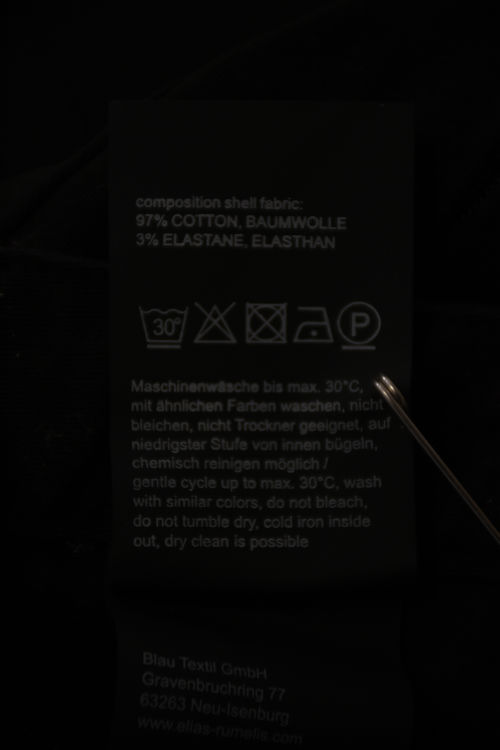 composition shell fabric:
97% COTTON, BAUMWOLLE
3% ELASTANE, ELASTHAN
30° P
Maschinenwäsche bis max. 30°C,
mit ähnlichen Farben waschen, nicht
bleichen, nicht Trockner geeignet, auf
niedrigster Stufe von innen bügeln,
chemisch reinigen möglich /
gentle cycle up to max. 30°C, wash
with similar colors, do not bleach,
do not tumble dry, cold iron inside
out, dry clean is possible
Blau Textil GmbH
Gravenbruchring 77
63263 Neu-Isenburg
www.elias-rumelis.com